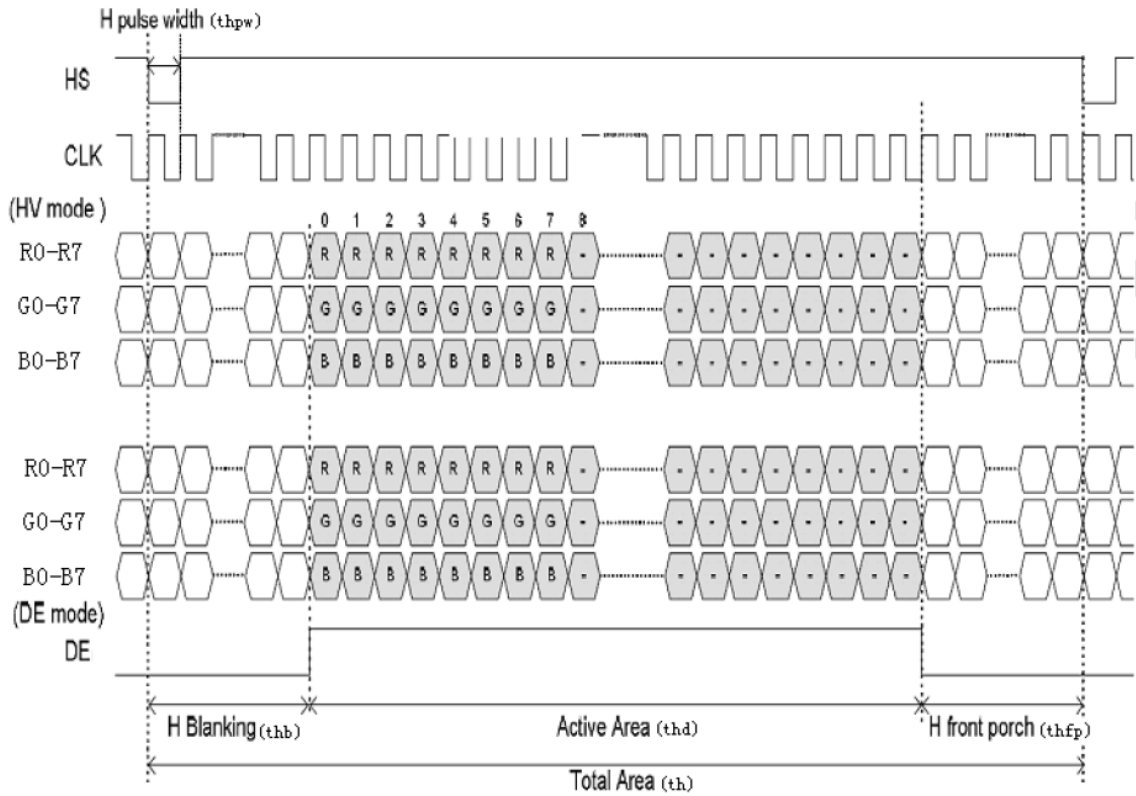 H pulse width (thpw)
HS
CLK
(HV mode )
0 1 2 3 4 5 6 7 8
R0-R7 R R R R R R R R - - - - - - - - -
G0-G7 G G G G G G G G - - - - - - - - -
B0-B7 B B B B B B B B - - - - - - - - -
R0-R7 R R R R R R R R - - - - - - - - -
G0-G7 G G G G G G G G - - - - - - - - -
B0-B7 B B B B B B B B - - - - - - - - -
(DE mode)
DE
H Blanking (thb) Active Area (thd) H front porch (thfp)
Total Area (th)